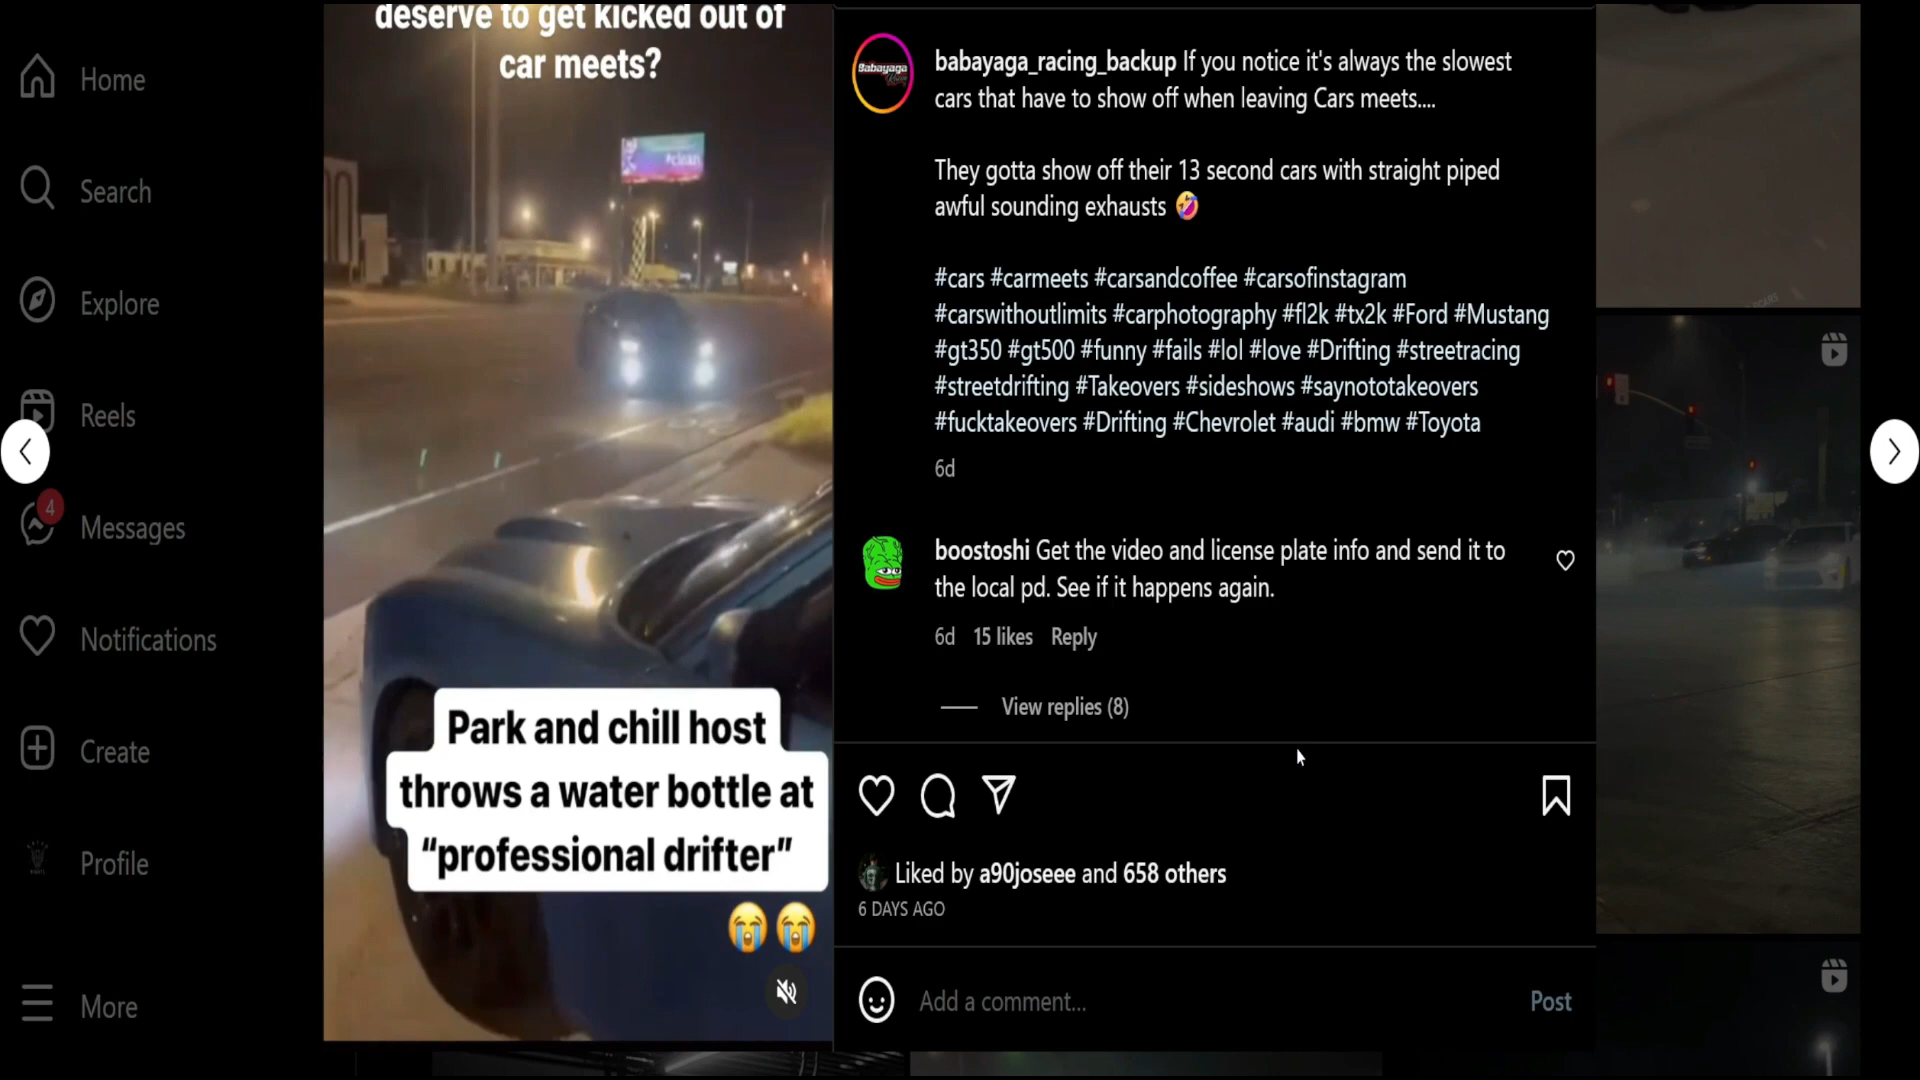 Home
Search
Explore
Reels
4
Messages
Notifications
Create
Profile
More
deserve to get kicked out of
car meets?
#clean
Park and chill host
throws a water bottle at
“professional drifter”
Babayaga
babayaga_racing_backup If you notice it's always the slowest
cars that have to show off when leaving Cars meets....
They gotta show off their 13 second cars with straight piped
awful sounding exhausts
#cars #carmeets #carsandcoffee #carsofinstagram
#carswithoutlimits #carphotography #fl2k #tx2k #Ford #Mustang
#gt350 #gt500 #funny #fails #lol #love #Drifting #streetracing
#streetdrifting #Takeovers #sideshows #saynototakeovers
#fucktakeovers #Drifting #Chevrolet #audi #bmw #Toyota
6d
boostoshi Get the video and license plate info and send it to
the local pd. See if it happens again.
6d 15 likes Reply
View replies (8)
Liked by a90joseee and 658 others
6 DAYS AGO
Add a comment...
Post